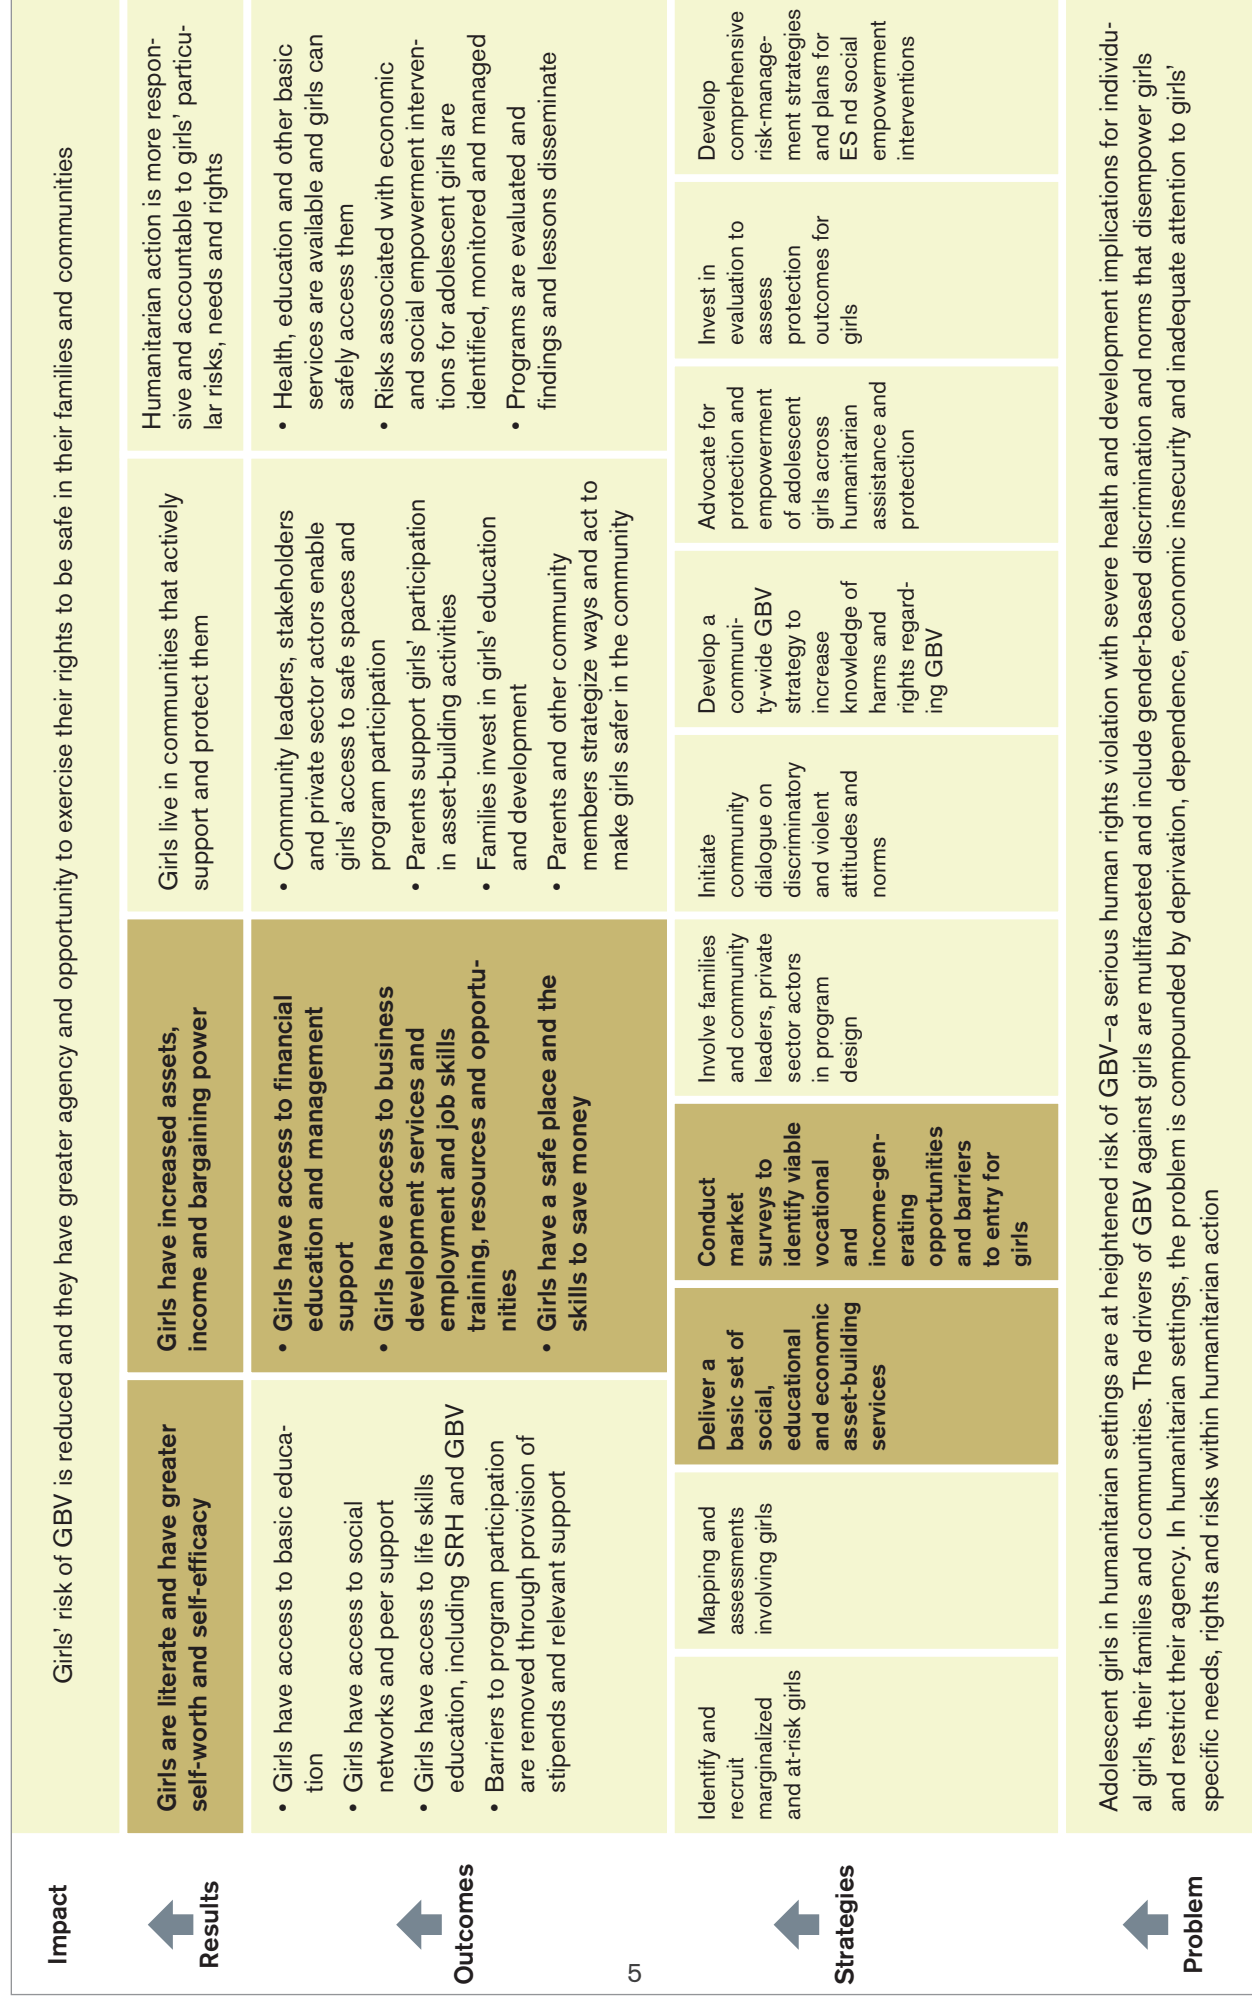 Impact
Girls’ risk of GBV is reduced and they have greater agency and opportunity to exercise their rights to be safe in their families and communities
Results
Girls are literate and have greater
self-worth and self-efficacy
Girls have increased assets,
income and bargaining power
Girls live in communities that actively
support and protect them
Humanitarian action is more respon-
sive and accountable to girls’ particu-
lar risks, needs and rights
Outcomes
• Girls have access to basic educa-
tion
• Girls have access to social
networks and peer support
• Girls have access to life skills
education, including SRH and GBV
• Barriers to program participation
are removed through provision of
stipends and relevant support
• Girls have access to financial
education and management
support
• Girls have access to business
development services and
employment and job skills
training, resources and opportu-
nities
• Girls have a safe place and the
skills to save money
• Community leaders, stakeholders
and private sector actors enable
girls’ access to safe spaces and
program participation
• Parents support girls’ participation
in asset-building activities
• Families invest in girls’ education
and development
• Parents and other community
members strategize ways and act to
make girls safer in the community
• Health, education and other basic
services are available and girls can
safely access them
• Risks associated with economic
and social empowerment interven-
tions for adolescent girls are
identified, monitored and managed
• Programs are evaluated and
findings and lessons disseminate
Strategies
Identify and
recruit
marginalized
and at-risk girls
Mapping and
assessments
involving girls
Deliver a
basic set of
social,
educational
and economic
asset-building
services
Conduct
market
surveys to
identify viable
vocational
and
income-gen-
erating
opportunities
and barriers
to entry for
girls
Involve families
and community
leaders, private
sector actors
in program
design
Initiate
community
dialogue on
discriminatory
and violent
attitudes and
norms
Develop a
communi-
ty-wide GBV
strategy to
increase
knowledge of
harms and
rights regard-
ing GBV
Advocate for
protection and
empowerment
of adolescent
girls across
humanitarian
assistance and
protection
Invest in
evaluation to
assess
protection
outcomes for
girls
Develop
comprehensive
risk-manage-
ment strategies
and plans for
ES nd social
empowerment
interventions
Problem
Adolescent girls in humanitarian settings are at heightened risk of GBV–a serious human rights violation with severe health and development implications for individu-
al girls, their families and communities. The drivers of GBV against girls are multifaceted and include gender-based discrimination and norms that disempower girls
and restrict their agency. In humanitarian settings, the problem is compounded by deprivation, dependence, economic insecurity and inadequate attention to girls’
specific needs, rights and risks within humanitarian action
5